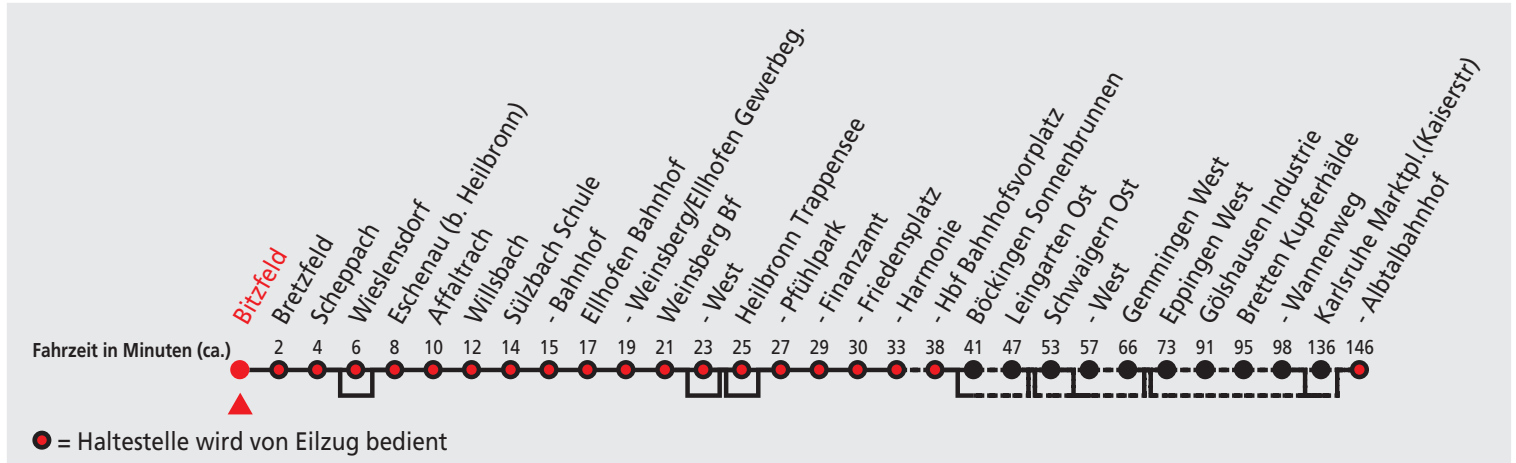 Bitzfeld
Bretzfeld
Scheppach
Wieslensdorf
Eschenau (b. Heilbronn)
Affaltrach
Willsbach
Sülzbach Schule
- Bahnhof
Ellhofen Bahnhof
- Weinsberg/Ellhofen Gewerbeg.
Weinsberg Bf
- West
Heilbronn Trappensee
- Pfühlpark
- Finanzamt
- Friedensplatz
- Harmonie
- Hbf Bahnhofsvorplatz
Böckingen Sonnenbrunnen
Leingarten Ost
Schwaigern Ost
- West
Gemmingen West
Eppingen West
Gölshausen Industrie
Bretten Kupferhälde
- Wannenweg
Karlsruhe Marktpl.(Kaiserstr)
- Albtalbahnhof
Fahrzeit in Minuten (ca.) 2 4 6 8 10 12 14 15 17 19 21 23 25 27 29 30 33 38 41 47 53 57 66 73 91 95 98 136 146
= Haltestelle wird von Eilzug bedient